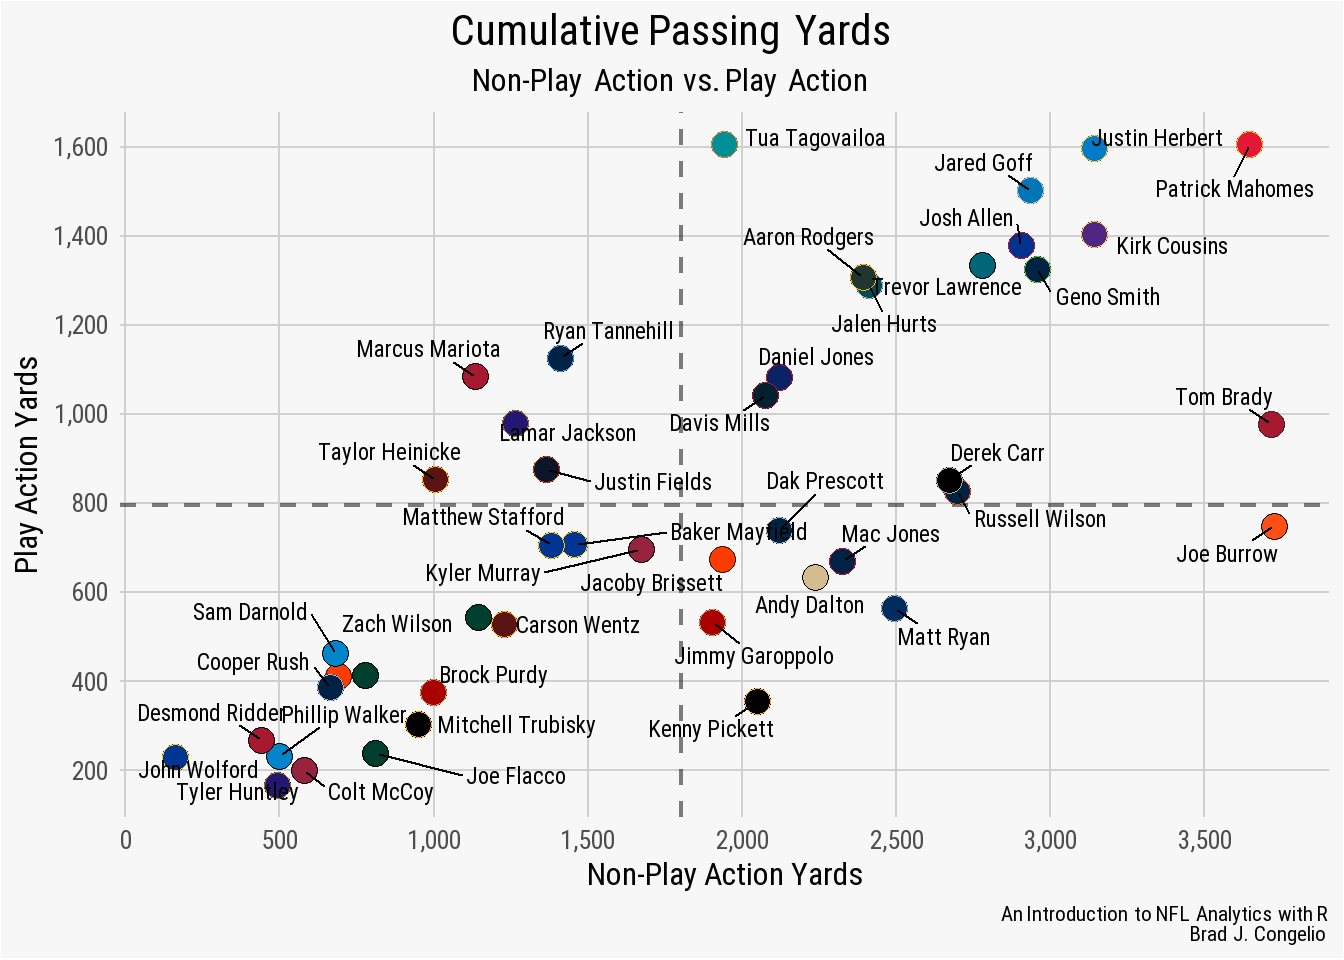 Cumulative Passing Yards
Non-Play Action vs. Play Action
Play Action Yards
1,600
1,400
1,200
1,000
800
600
400
200
Tua Tagovailoa
Justin Herbert
Jared Goff
Patrick Mahomes
Josh Allen
Aaron Rodgers
Kirk Cousins
Trevor Lawrence
Geno Smith
Jalen Hurts
Ryan Tannehill
Marcus Mariota
Daniel Jones
Tom Brady
Davis Mills
Lamar Jackson
Taylor Heinicke
Derek Carr
Justin Fields
Dak Prescott
Matthew Stafford
Russell Wilson
Baker Mayfield
Mac Jones
Joe Burrow
Kyler Murray
Jacoby Brissett
Andy Dalton
Sam Darnold
Zach Wilson
Carson Wentz
Matt Ryan
Jimmy Garoppolo
Cooper Rush
Brock Purdy
Desmond Ridder
Phillip Walker
Mitchell Trubisky
Kenny Pickett
John Wolford
Joe Flacco
Tyler Huntley
Colt McCoy
0
500
1,000
1,500
2,000
2,500
3,000
3,500
Non-Play Action Yards
An Introduction to NFL Analytics with R
Brad J. Congelio